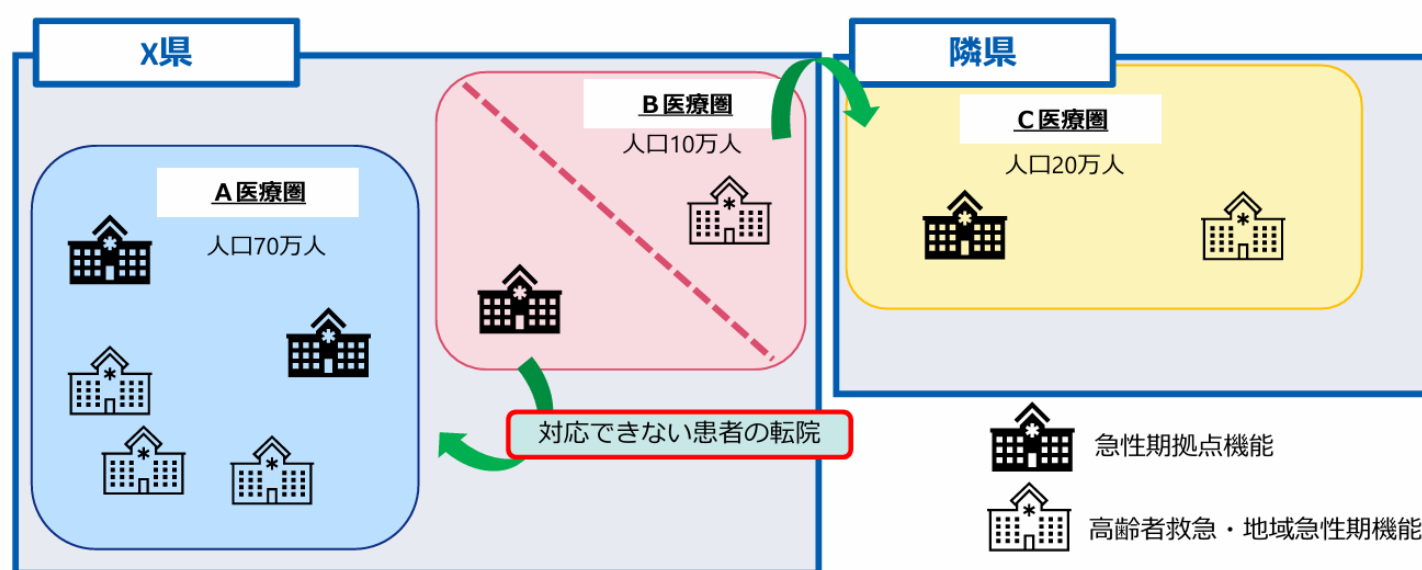 X県
隣県
B医療圏
人口10万人
C医療圏
人口20万人
A医療圏
人口70万人
対応できない患者の転院
急性期拠点機能
高齢者救急・地域急性期機能